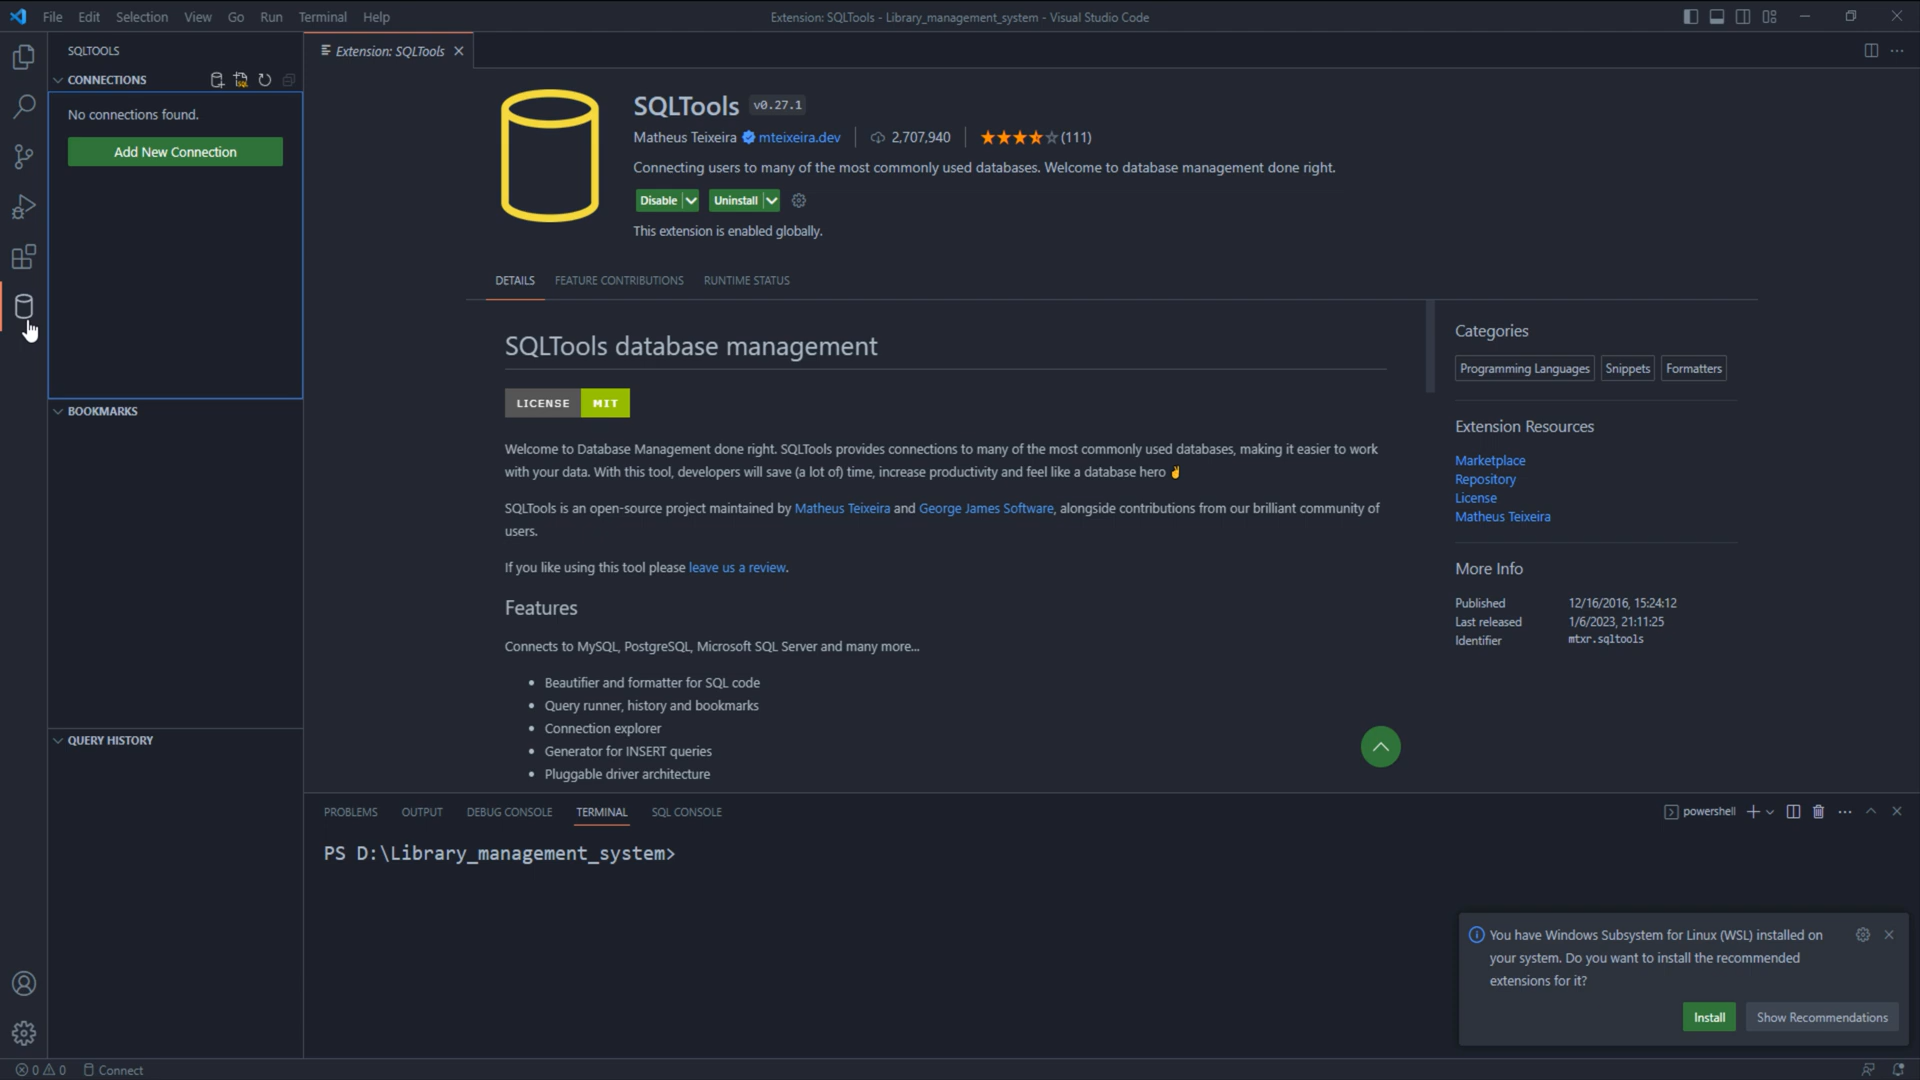 File Edit Selection View Go Run Terminal Help
Extension: SQLTools - Library_management_system - Visual Studio Code
SQLTOOLS
CONNECTIONS
No connections found.
Add New Connection
BOOKMARKS
QUERY HISTORY
Extension: SQLTools
SQLTools v0.27.1
Matheus Teixeira mteixeira.dev 2,707,940 (111)
Connecting users to many of the most commonly used databases. Welcome to database management done right.
Disable Uninstall
This extension is enabled globally.
DETAILS FEATURE CONTRIBUTIONS RUNTIME STATUS
SQLTools database management
LICENSE MIT
Welcome to Database Management done right. SQLTools provides connections to many of the most commonly used databases, making it easier to work
with your data. With this tool, developers will save (a lot of) time, increase productivity and feel like a database hero ✌
SQLTools is an open-source project maintained by Matheus Teixeira and George James Software, alongside contributions from our brilliant community of
users.
If you like using this tool please leave us a review.
Features
Connects to MySQL, PostgreSQL, Microsoft SQL Server and many more...
• Beautifier and formatter for SQL code
• Query runner, history and bookmarks
• Connection explorer
• Generator for INSERT queries
• Pluggable driver architecture
Categories
Programming Languages Snippets Formatters
Extension Resources
Marketplace
Repository
License
Matheus Teixeira
More Info
Published 12/16/2016, 15:24:12
Last released 1/6/2023, 21:11:25
Identifier mtxr.sqltools
PROBLEMS OUTPUT DEBUG CONSOLE TERMINAL SQL CONSOLE
powershell
PS D:\Library_management_system>
You have Windows Subsystem for Linux (WSL) installed on
your system. Do you want to install the recommended
extensions for it?
Install Show Recommendations
0 0 Connect